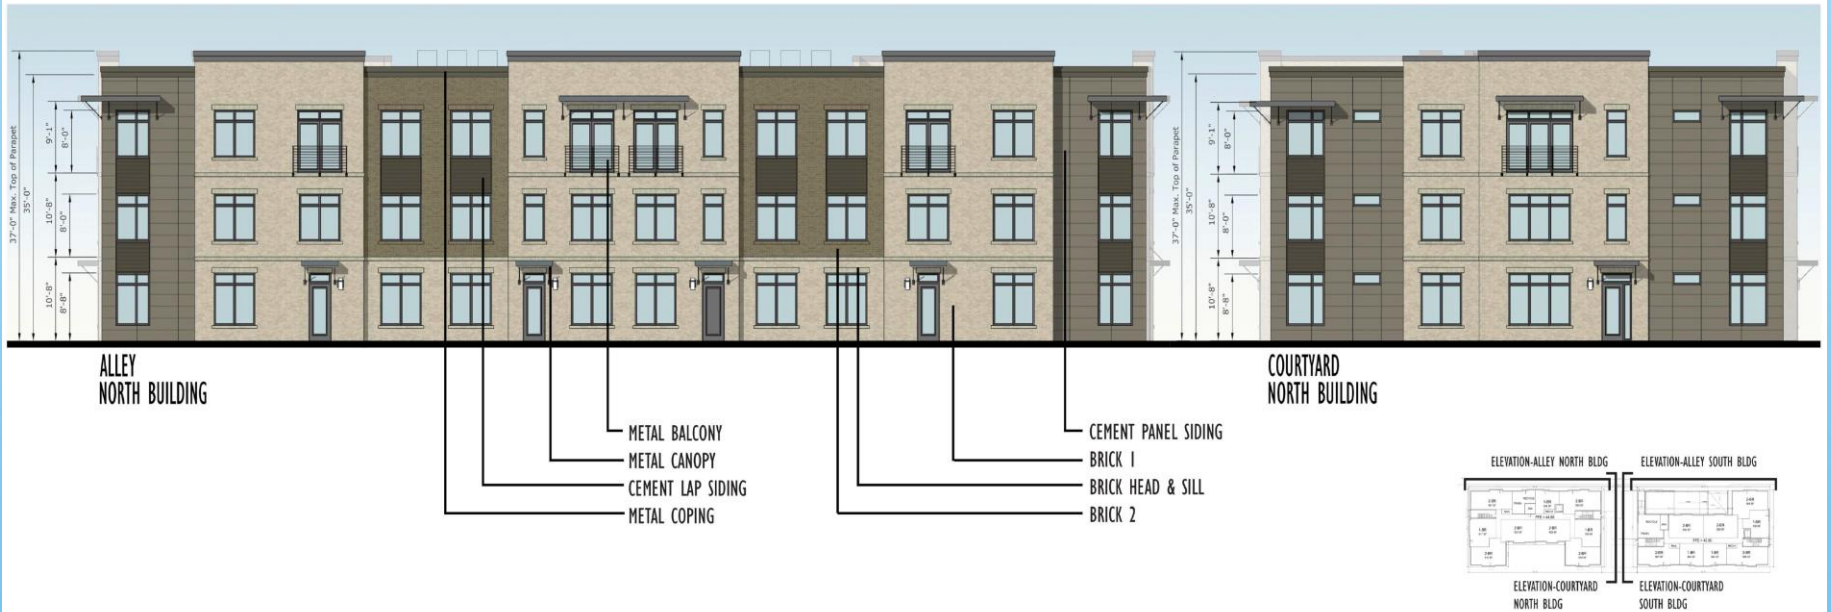 37'-0" Max. Top of Parapet
35'-0"
9'-1"
8'-0"
10'-8"
8'-0"
10'-8"
8'-8"
37'-0" Max. Top of Parapet
35'-0"
9'-1"
8'-0"
10'-8"
8'-0"
10'-8"
8'-8"
ALLEY
NORTH BUILDING
COURTYARD
NORTH BUILDING
METAL BALCONY
METAL CANOPY
CEMENT LAP SIDING
METAL COPING
CEMENT PANEL SIDING
BRICK 1
BRICK HEAD & SILL
BRICK 2
ELEVATION-ALLEY NORTH BLDG
ELEVATION-ALLEY SOUTH BLDG
ELEVATION-COURTYARD
NORTH BLDG
ELEVATION-COURTYARD
SOUTH BLDG